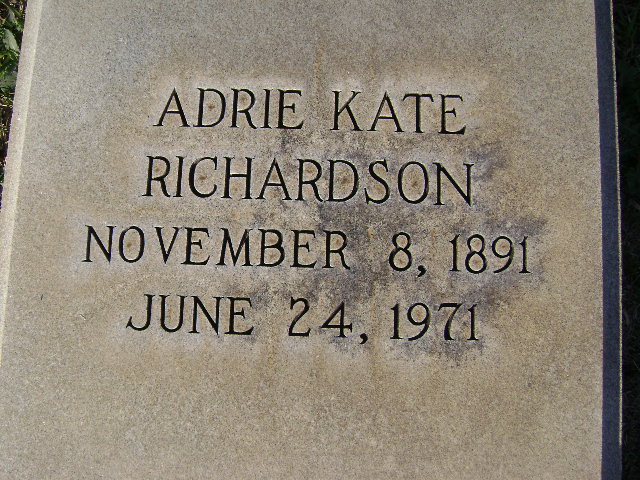 ADRIE KATE
RICHARDSON
NOVEMBER 8, 1891
JUNE 24, 1971